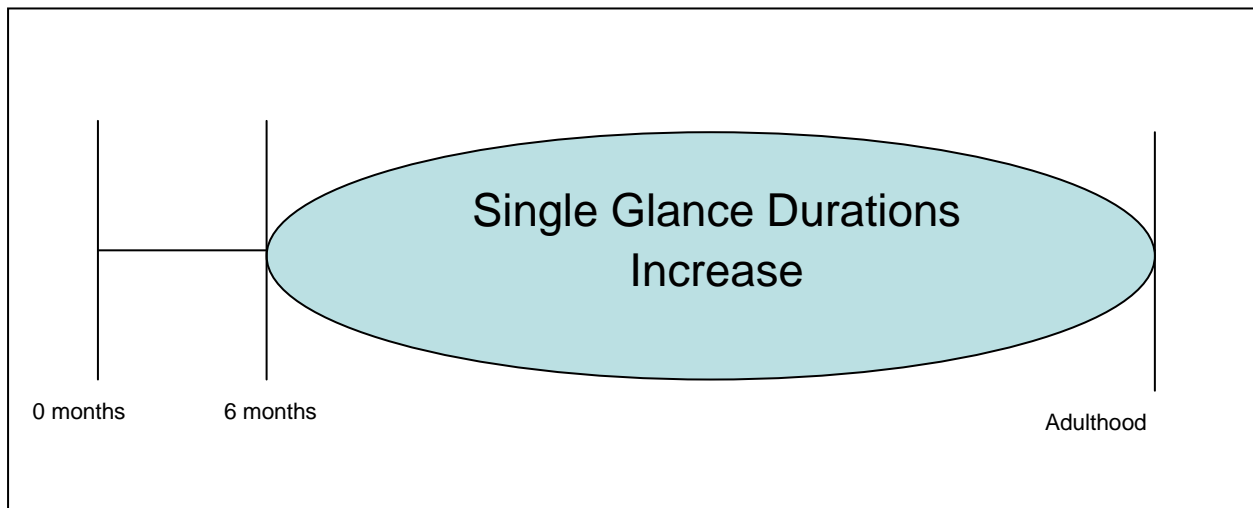 Single Glance Durations
Increase
0 months
6 months
Adulthood